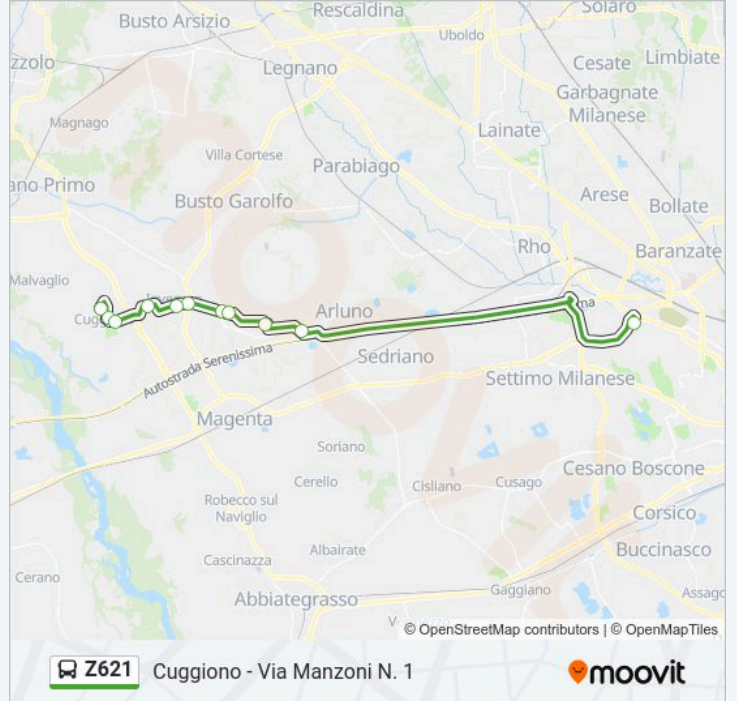 Rescaldina
Solaro
Busto Arsizio
Uboldo
zzolo
Legnano
Cesate
Limbiate
Garbagnate
Milanese
Magnago
Lainate
Villa Cortese
Parabiago
ano Primo
Arese
Busto Garolfo
Bollate
Rho
Baranzate
Malvaglio
Cugg
Arluno
ma
Sedriano
Autostrada Serenissima
Settimo Milanese
Magenta
Soriano
Cesano Boscone
Cerello
Cisliano
Cusago
Robecco sul
Naviglio
Corsico
Albairate
Buccinasco
Cascinazza
Cerano
Gaggiano
Assago
Abbiategrasso
V
© OpenStreetMap contributors | © OpenMapTiles
Z621 Cuggiono - Via Manzoni N. 1
moovit